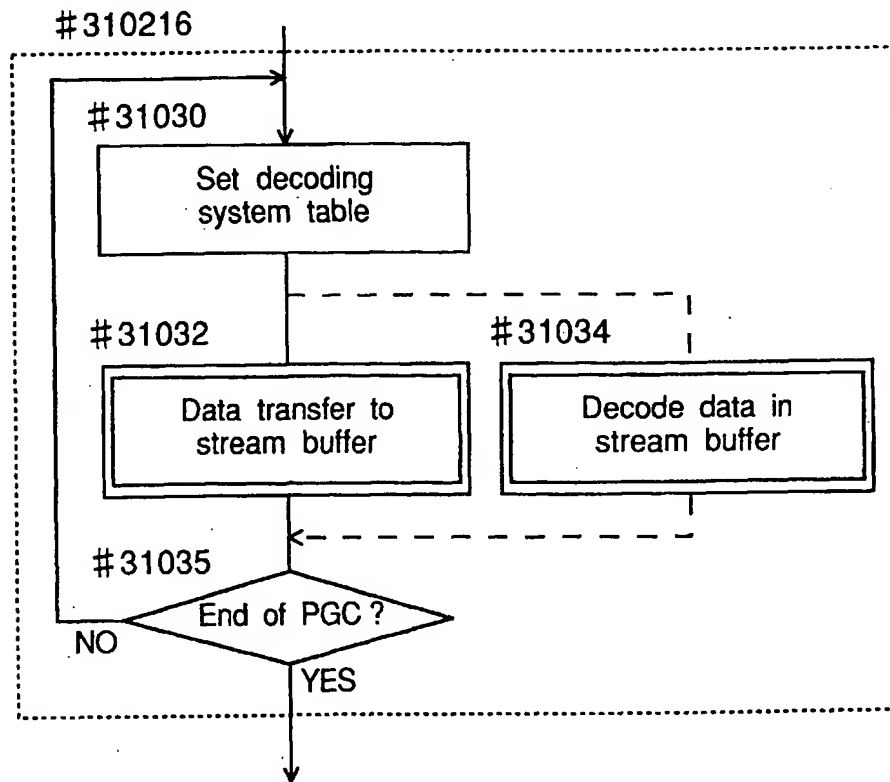 #310216
#31030
Set decoding
system table
#31032
#31034
Data transfer to
stream buffer
Decode data in
stream buffer
#31035
End of PGC?
NO
YES